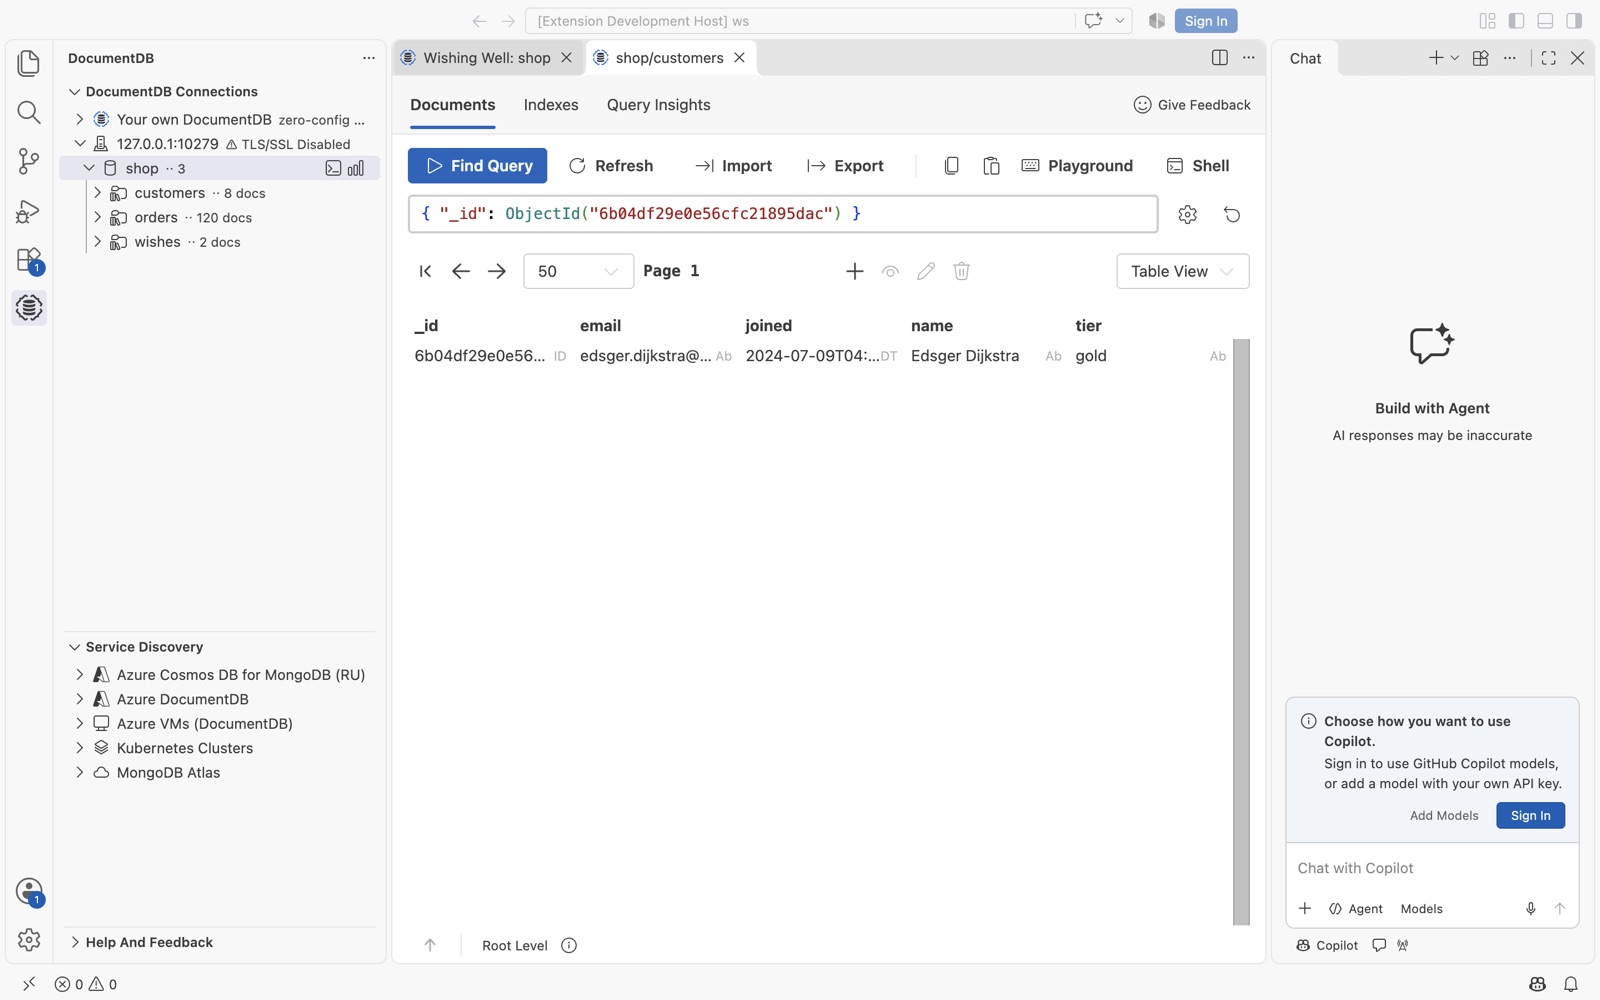 [Extension Development Host] ws
Sign In
DocumentDB
DocumentDB Connections
Your own DocumentDB zero-config ...
127.0.0.1:10279 TLS/SSL Disabled
shop ·· 3
customers ·· 8 docs
orders ·· 120 docs
wishes ·· 2 docs
Service Discovery
Azure Cosmos DB for MongoDB (RU)
Azure DocumentDB
Azure VMs (DocumentDB)
Kubernetes Clusters
MongoDB Atlas
Help And Feedback
1
1
0 0
Wishing Well: shop
shop/customers
Documents Indexes Query Insights Give Feedback
Find Query Refresh Import Export Playground Shell
{ "_id": ObjectId("6b04df29e0e56cfc21895dac") }
50 Page 1 Table View
_id email joined name tier
6b04df29e0e56... ID edsger.dijkstra@... Ab 2024-07-09T04:... DT Edsger Dijkstra Ab gold Ab
Root Level
Chat
Build with Agent
AI responses may be inaccurate
Choose how you want to use
Copilot.
Sign in to use GitHub Copilot models,
or add a model with your own API key.
Add Models Sign In
Chat with Copilot
Agent Models
Copilot